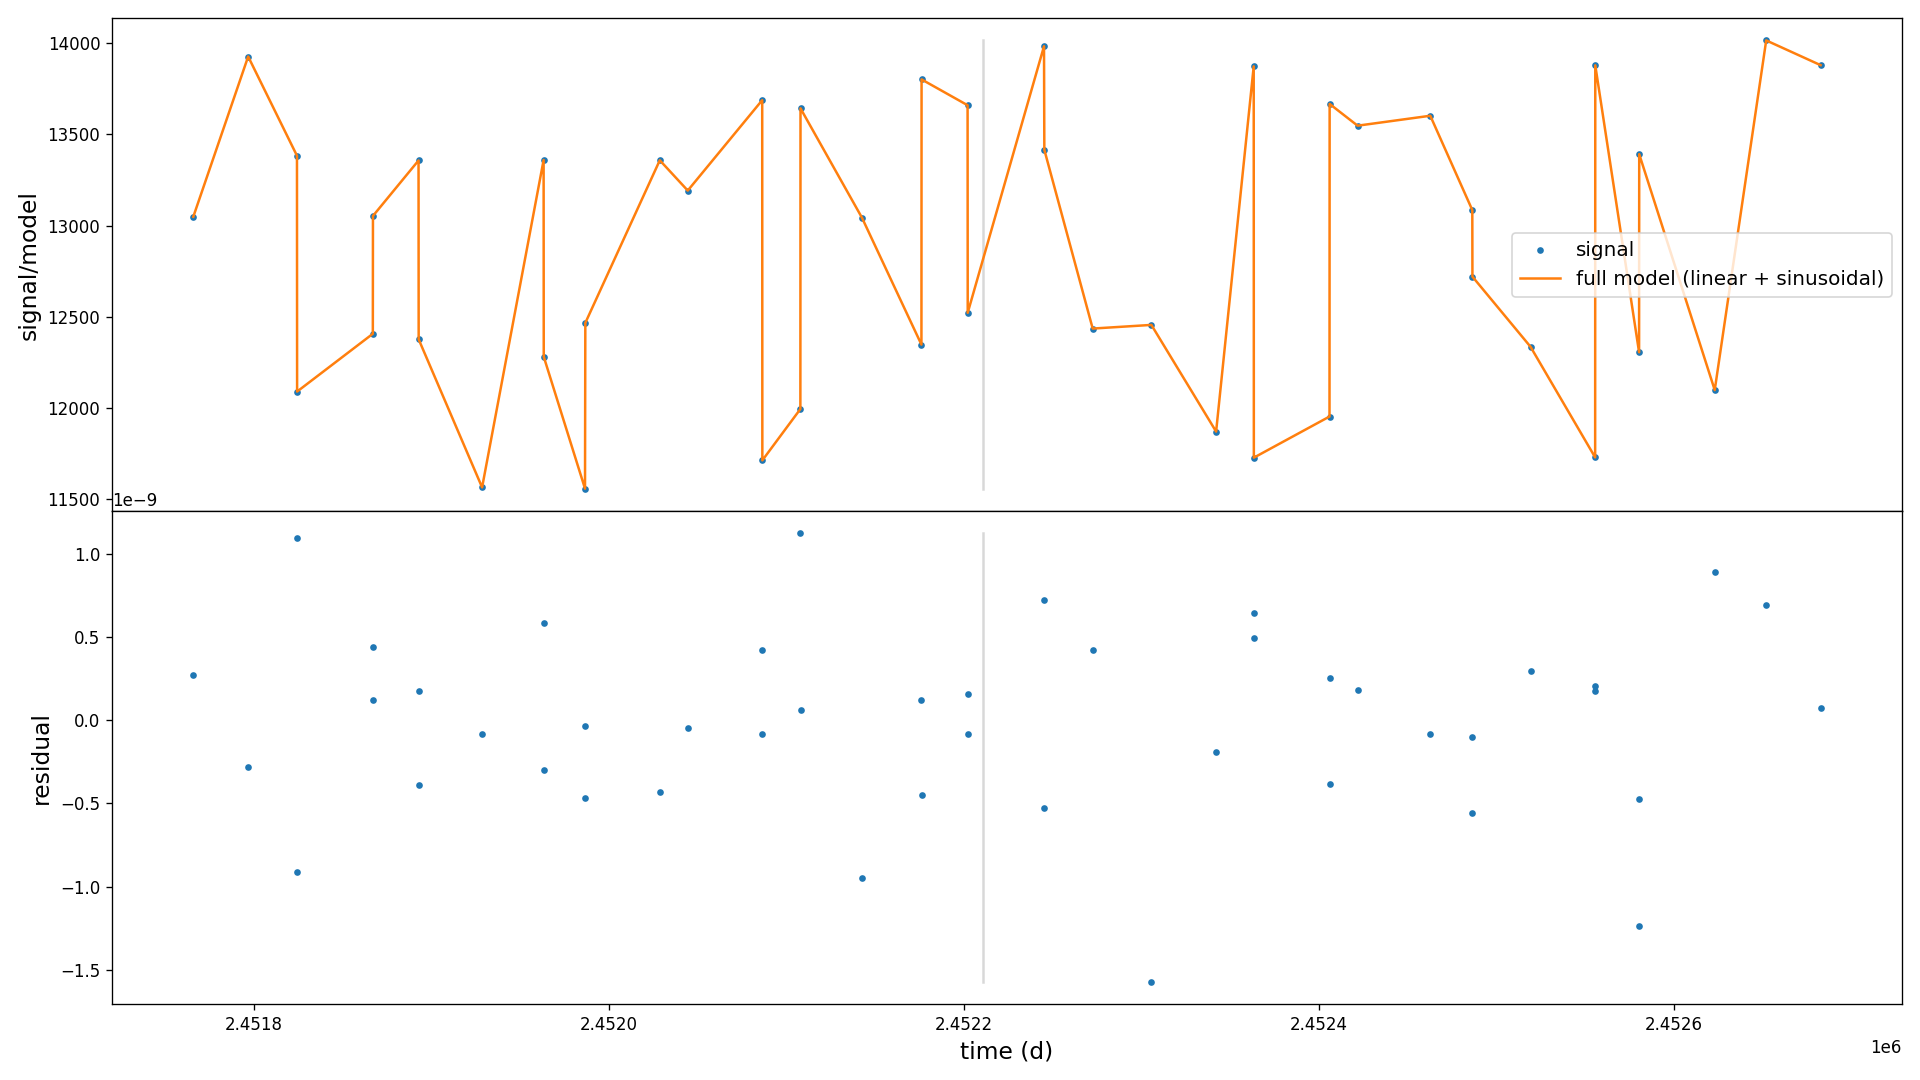 14000
13500
13000
12500
12000
11500
signal/model
signal
full model (linear + sinusoidal)
1e−9
1.0
0.5
0.0
−0.5
−1.0
−1.5
residual
2.4518
2.4520
2.4522
2.4524
2.4526
time (d)
1e6